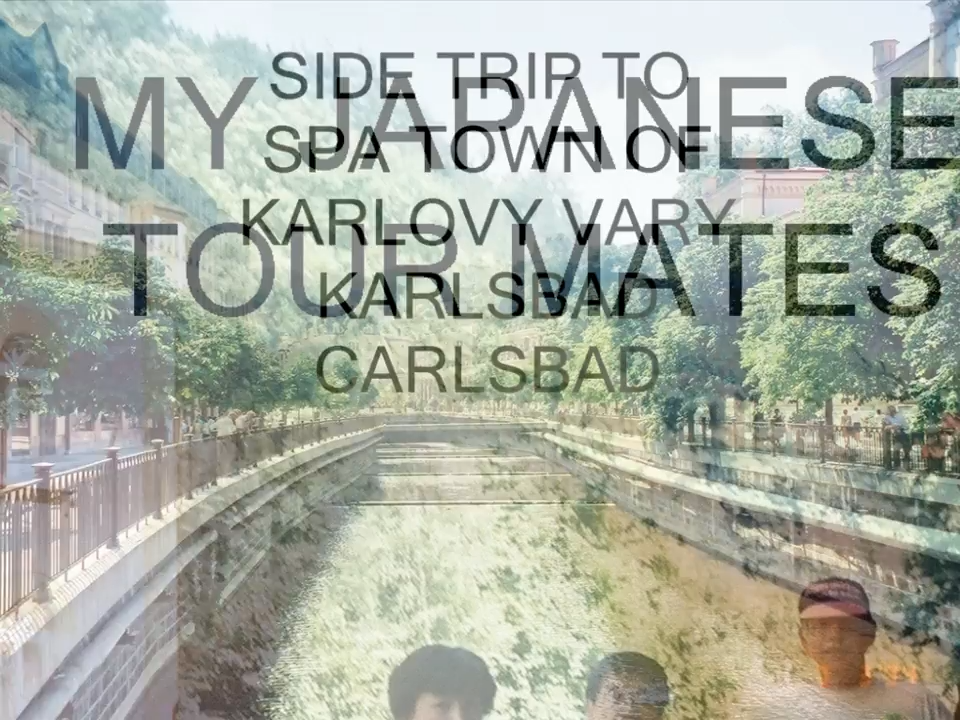 SIDE TRIP TO
SPA TOWN OF
KARLOVY VARY
KARLSBAD
CARLSBAD
MY JAPANESE
TOUR MATES